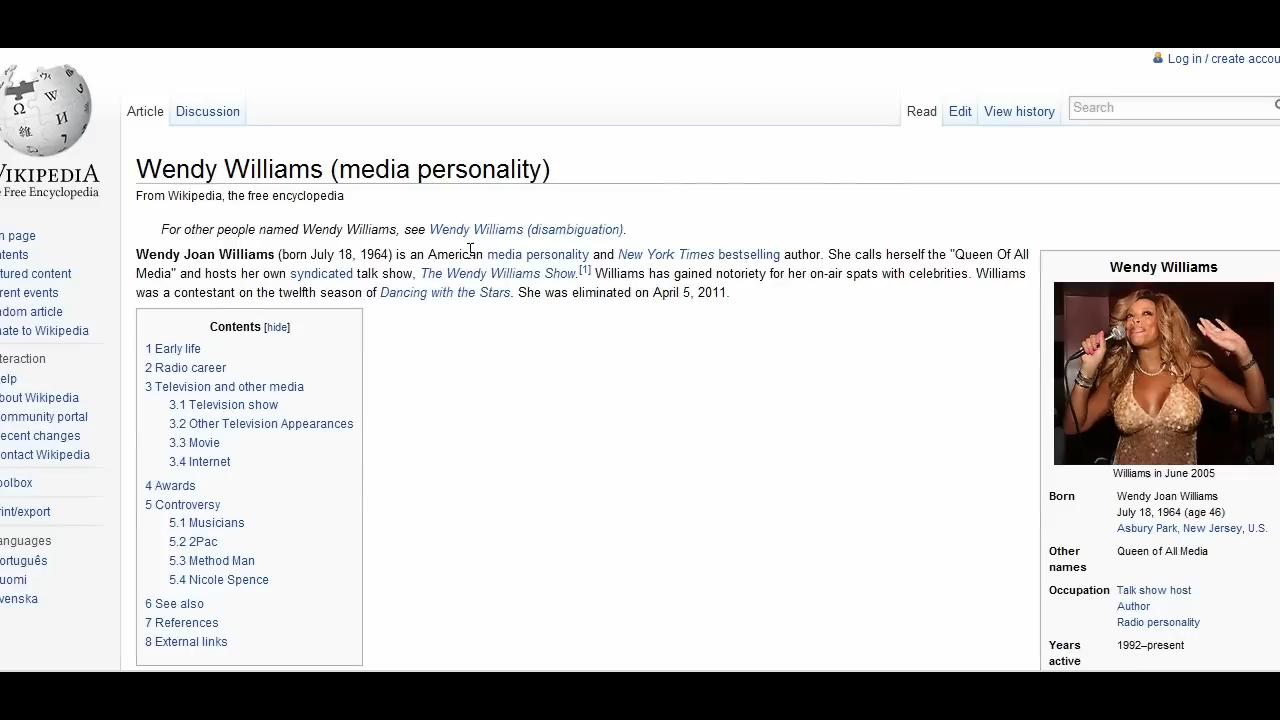 Log in / create accou
WIKIPEDIA
e Free Encyclopedia
Article
Discussion
Read
Edit
View history
Search
Wendy Williams (media personality)
From Wikipedia, the free encyclopedia
For other people named Wendy Williams, see Wendy Williams (disambiguation).
Wendy Joan Williams (born July 18, 1964) is an American media personality and New York Times bestselling author. She calls herself the "Queen Of All
Media" and hosts her own syndicated talk show, The Wendy Williams Show.[1] Williams has gained notoriety for her on-air spats with celebrities. Williams
was a contestant on the twelfth season of Dancing with the Stars. She was eliminated on April 5, 2011.
n page
tents
tured content
rent events
ndom article
nate to Wikipedia
teraction
elp
bout Wikipedia
ommunity portal
ecent changes
ontact Wikipedia
oolbox
rint/export
anguages
ortuguês
uomi
venska
Contents [hide]
1 Early life
2 Radio career
3 Television and other media
3.1 Television show
3.2 Other Television Appearances
3.3 Movie
3.4 Internet
4 Awards
5 Controversy
5.1 Musicians
5.2 2Pac
5.3 Method Man
5.4 Nicole Spence
6 See also
7 References
8 External links
Wendy Williams
Williams in June 2005
Born Wendy Joan Williams
July 18, 1964 (age 46)
Asbury Park, New Jersey, U.S.
Other Queen of All Media
names
Occupation Talk show host
Author
Radio personality
Years 1992–present
active